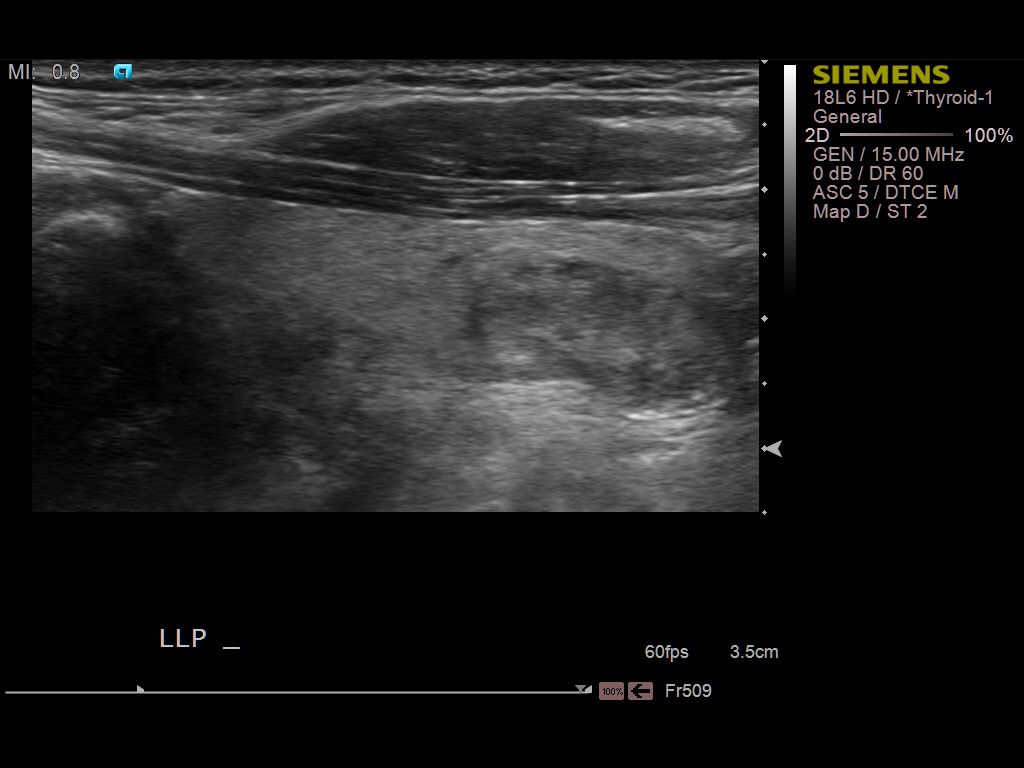 MI: 0.8
SIEMENS
18L6 HD / *Thyroid-1
General
2D 100%
GEN / 15.00 MHz
0 dB / DR 60
ASC 5 / DTCE M
Map D / ST 2
LLP _
60fps 3.5cm
100% Fr509